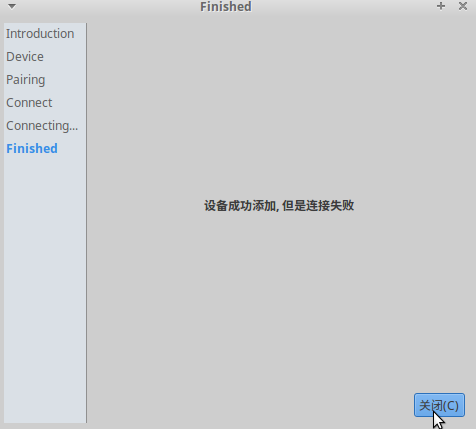 Finished
Introduction
Device
Pairing
Connect
Connecting...
Finished
设备成功添加, 但是连接失败
关闭(C)